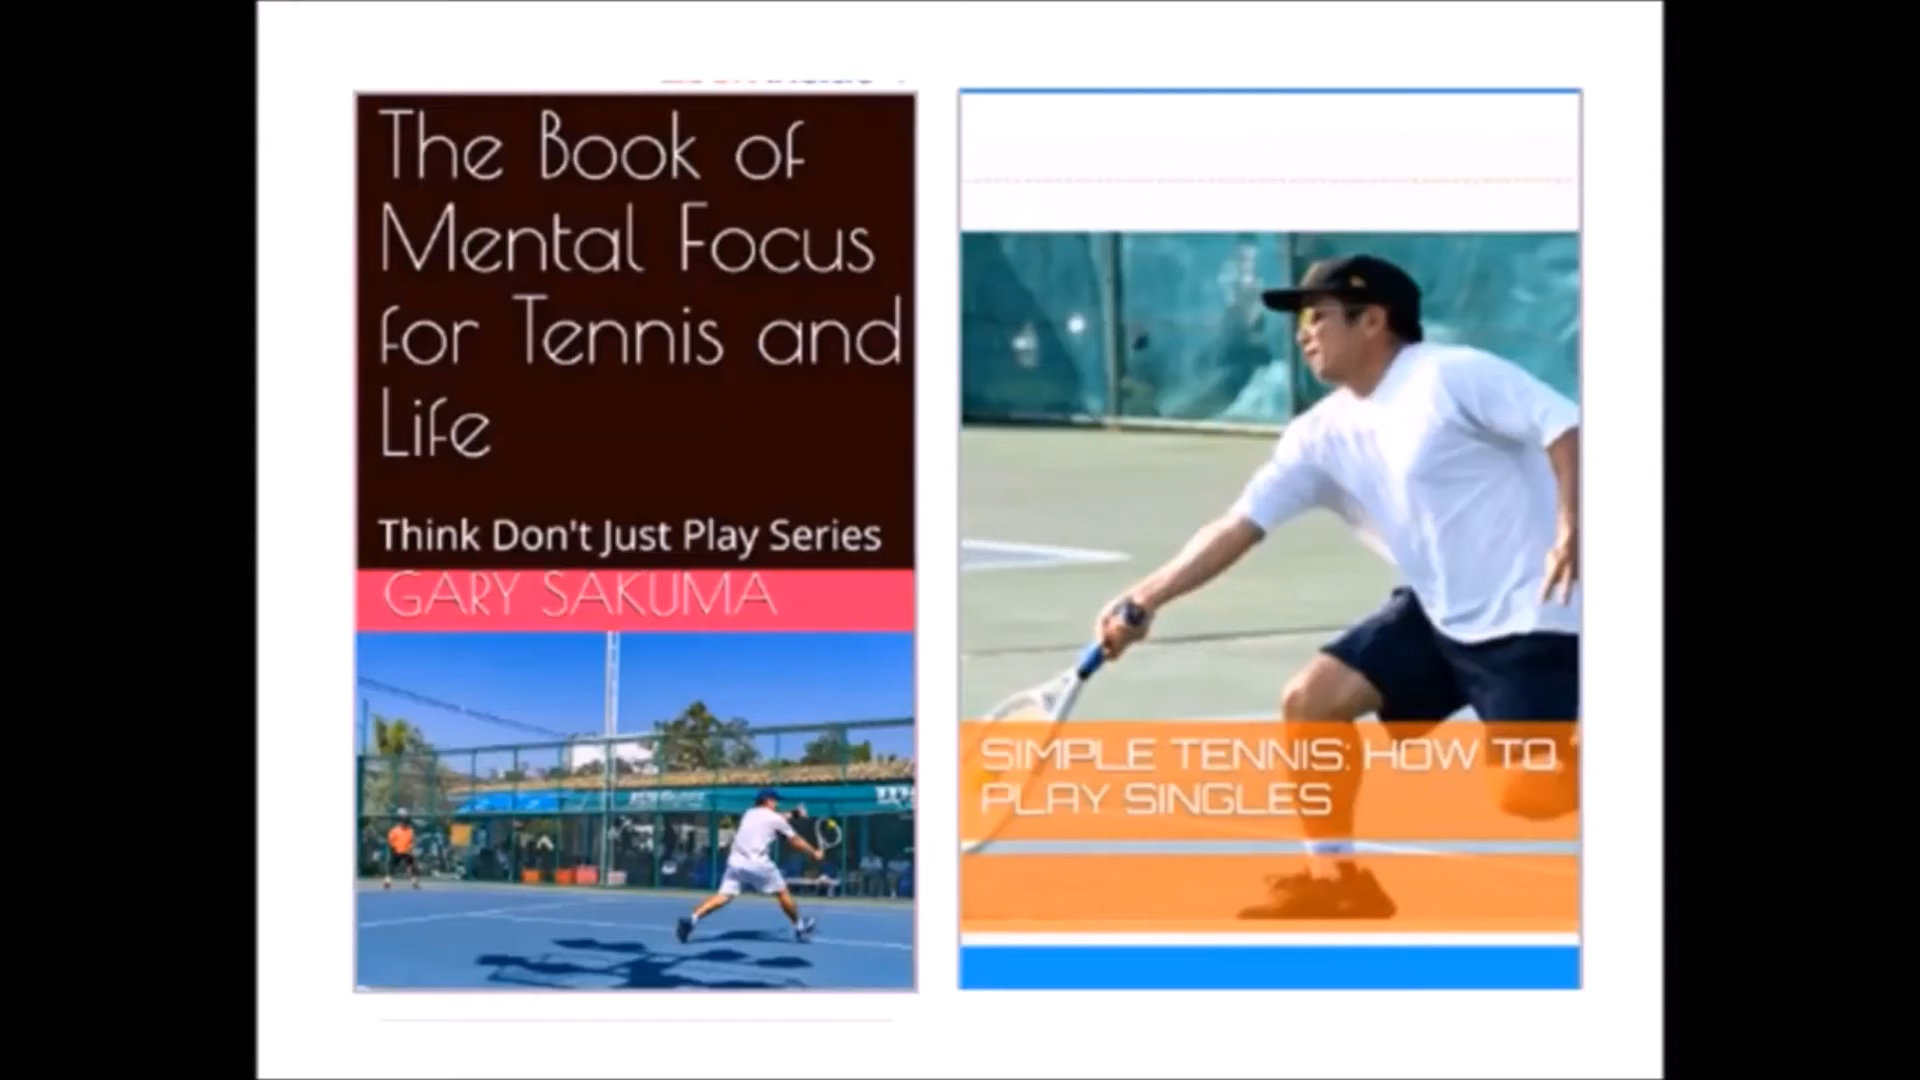 The Book of
Mental Focus
for Tennis and
Life
Think Don't Just Play Series
GARY SAKUMA
SIMPLE TENNIS: HOW TO
PLAY SINGLES